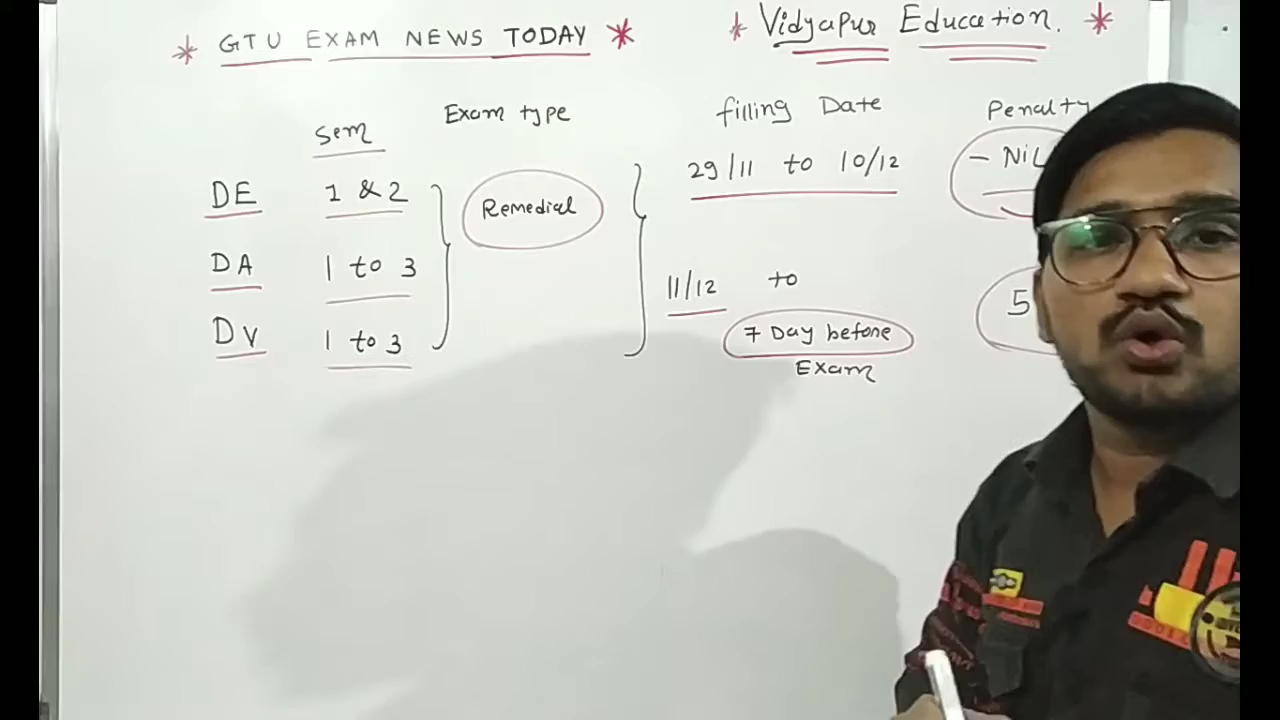 * GTU EXAM NEWS TODAY *
* Vidyapur Education. *
Sem Exam type filling Date Penalty
DE 1 & 2 Remedial 29/11 to 10/12 - NiL
DA 1 to 3 11/12 to 5
DV 1 to 3 7 Day before
Exam